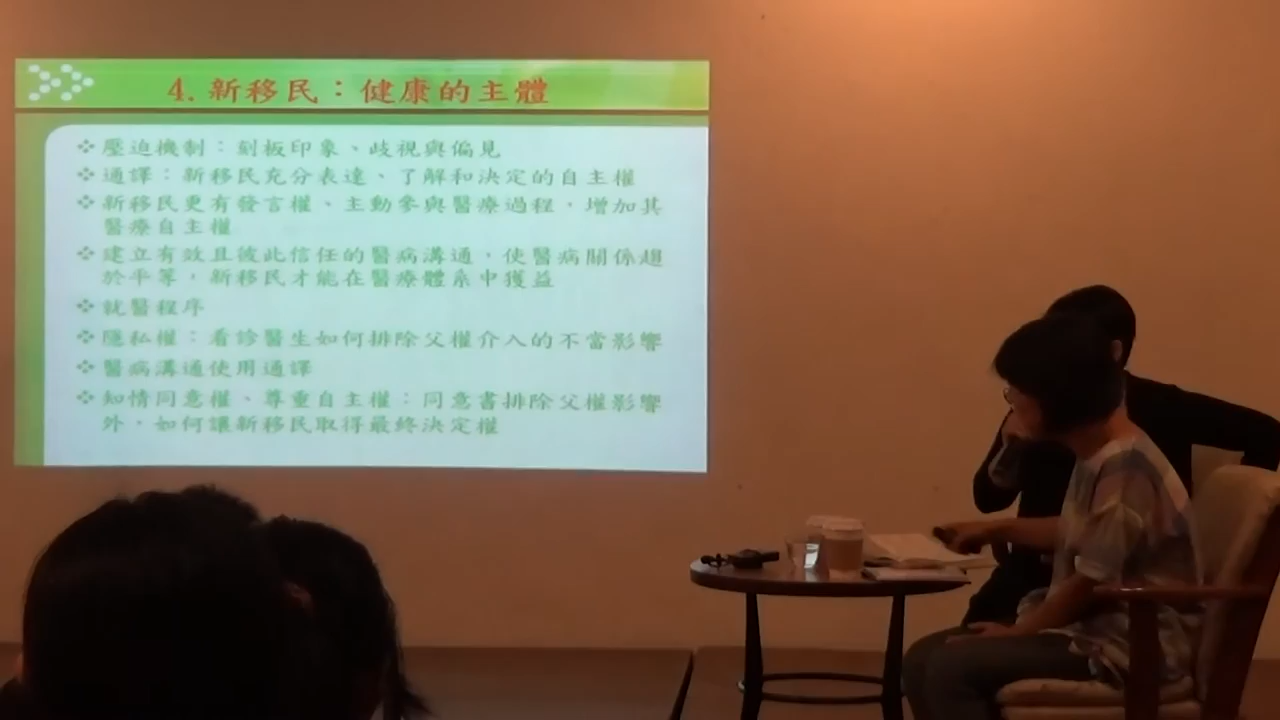 4. 新移民：健康的主體
壓迫機制：刻板印象、歧視與偏見
通譯：新移民充分表達、了解和決定的自主權
新移民更有發言權、主動參與醫療過程，增加其
醫療自主權
建立有效且彼此信任的醫病溝通，使醫病關係趨
於平等，新移民才能在醫療體系中獲益
就醫程序
隱私權：看診醫生如何排除父權介入的不當影響
醫病溝通使用通譯
知情同意權、尊重自主權：同意書排除父權影響
外，如何讓新移民取得最終決定權